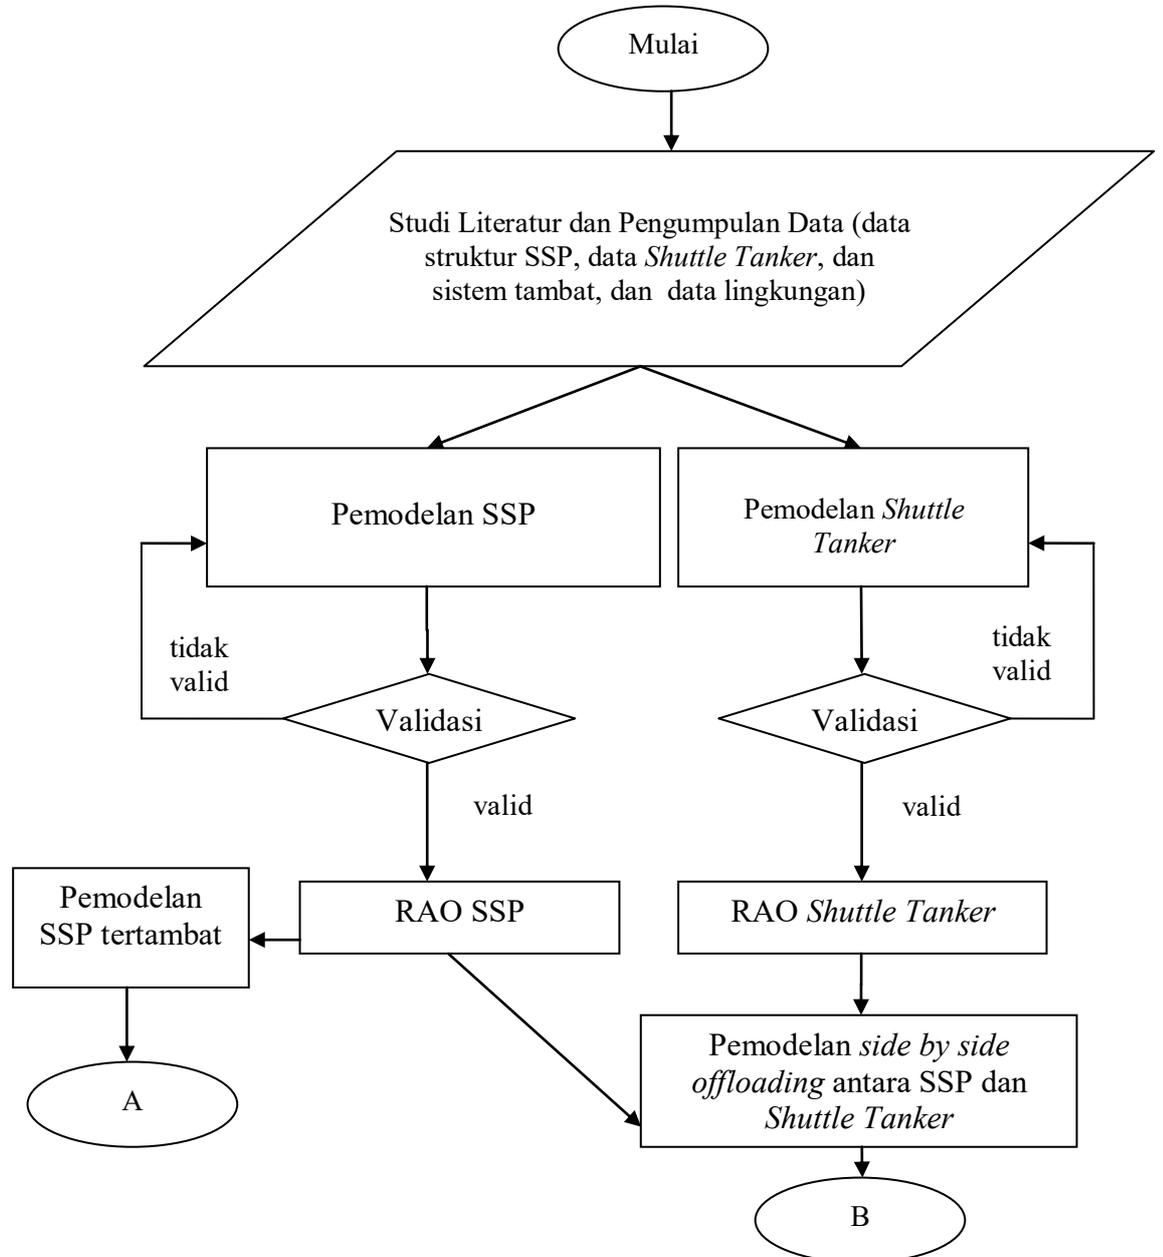 Mulai
Studi Literatur dan Pengumpulan Data (data
struktur SSP, data Shuttle Tanker, dan
sistem tambat, dan  data lingkungan)
Pemodelan SSP
Pemodelan Shuttle
Tanker
tidak
valid
tidak
valid
Validasi
Validasi
valid
valid
Pemodelan
SSP tertambat
RAO SSP
RAO Shuttle Tanker
Pemodelan side by side
offloading antara SSP dan
Shuttle Tanker
A
B